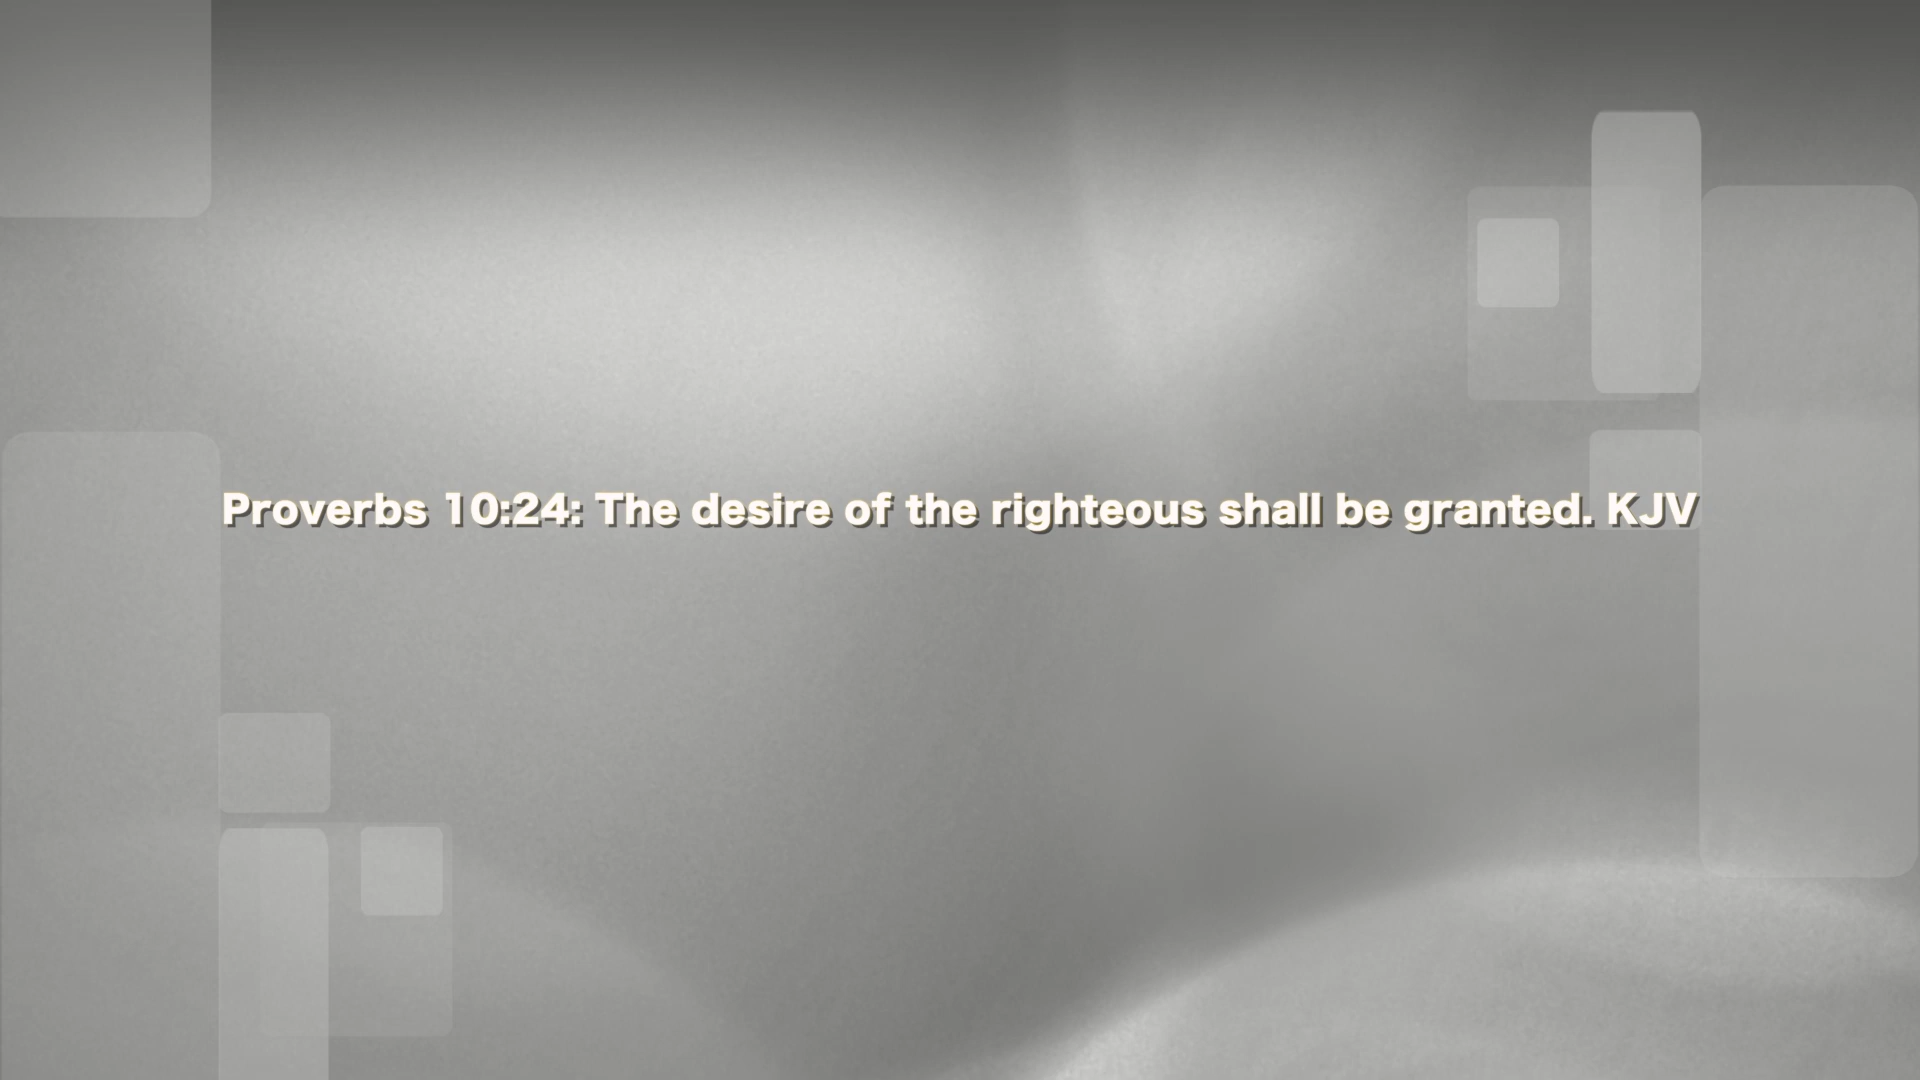 Proverbs 10:24: The desire of the righteous shall be granted. KJV